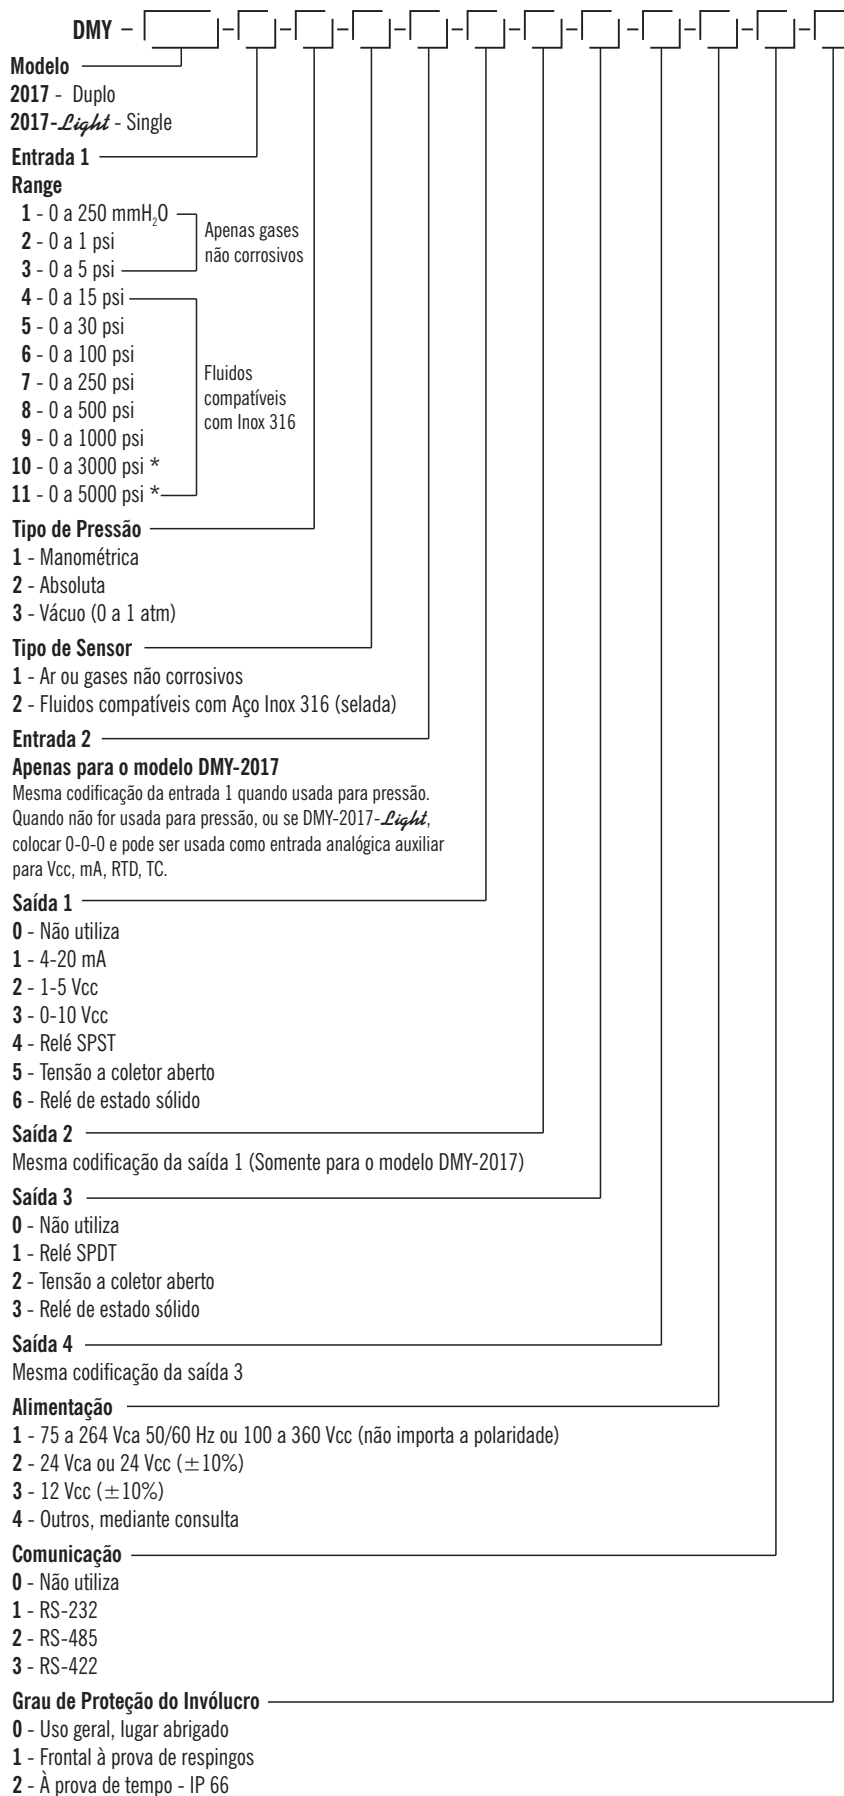 DMY - - - - - - - - - - - -
Modelo
2017 - Duplo
2017-Light - Single
Entrada 1
Range
1 - 0 a 250 mmH₂O
2 - 0 a 1 psi
3 - 0 a 5 psi
Apenas gases
não corrosivos
4 - 0 a 15 psi
5 - 0 a 30 psi
6 - 0 a 100 psi
7 - 0 a 250 psi
8 - 0 a 500 psi
9 - 0 a 1000 psi
10 - 0 a 3000 psi *
11 - 0 a 5000 psi *
Fluidos
compatíveis
com Inox 316
Tipo de Pressão
1 - Manométrica
2 - Absoluta
3 - Vácuo (0 a 1 atm)
Tipo de Sensor
1 - Ar ou gases não corrosivos
2 - Fluidos compatíveis com Aço Inox 316 (selada)
Entrada 2
Apenas para o modelo DMY-2017
Mesma codificação da entrada 1 quando usada para pressão.
Quando não for usada para pressão, ou se DMY-2017-Light,
colocar 0-0-0 e pode ser usada como entrada analógica auxiliar
para Vcc, mA, RTD, TC.
Saída 1
0 - Não utiliza
1 - 4-20 mA
2 - 1-5 Vcc
3 - 0-10 Vcc
4 - Relé SPST
5 - Tensão a coletor aberto
6 - Relé de estado sólido
Saída 2
Mesma codificação da saída 1 (Somente para o modelo DMY-2017)
Saída 3
0 - Não utiliza
1 - Relé SPDT
2 - Tensão a coletor aberto
3 - Relé de estado sólido
Saída 4
Mesma codificação da saída 3
Alimentação
1 - 75 a 264 Vca 50/60 Hz ou 100 a 360 Vcc (não importa a polaridade)
2 - 24 Vca ou 24 Vcc (±10%)
3 - 12 Vcc (±10%)
4 - Outros, mediante consulta
Comunicação
0 - Não utiliza
1 - RS-232
2 - RS-485
3 - RS-422
Grau de Proteção do Invólucro
0 - Uso geral, lugar abrigado
1 - Frontal à prova de respingos
2 - À prova de tempo - IP 66